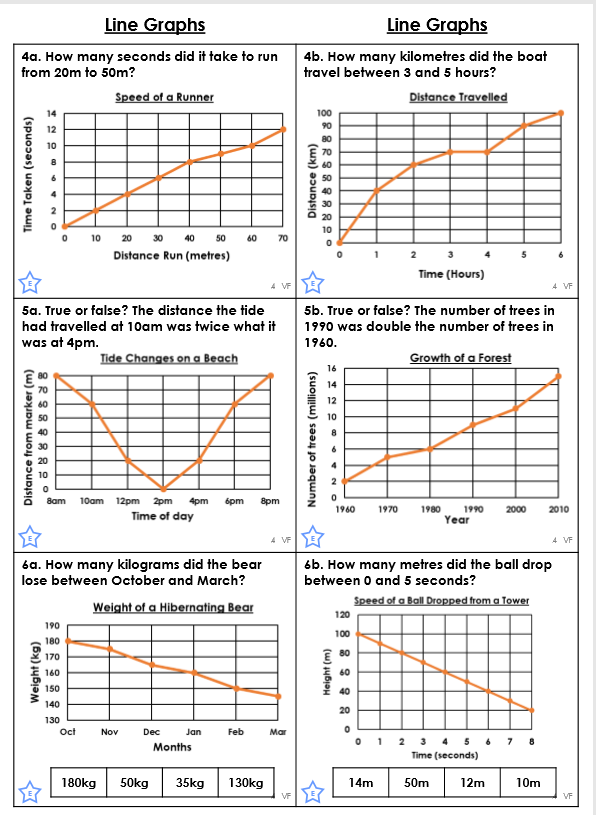 Line Graphs
Line Graphs
4a. How many seconds did it take to run
from 20m to 50m?
Speed of a Runner
Time Taken (seconds)
14
12
10
8
6
4
2
0
0 10 20 30 40 50 60 70
Distance Run (metres)
E
4 VF
4b. How many kilometres did the boat
travel between 3 and 5 hours?
Distance Travelled
Distance (km)
100
90
80
70
60
50
40
30
20
10
0
0 1 2 3 4 5 6
Time (Hours)
E
4 VF
5a. True or false? The distance the tide
had travelled at 10am was twice what it
was at 4pm.
Tide Changes on a Beach
Distance from marker (m)
80
70
60
50
40
30
20
10
0
8am 10am 12pm 2pm 4pm 6pm 8pm
Time of day
E
4 VF
5b. True or false? The number of trees in
1990 was double the number of trees in
1960.
Growth of a Forest
Number of trees (millions)
16
14
12
10
8
6
4
2
0
1960 1970 1980 1990 2000 2010
Year
E
4 VF
6a. How many kilograms did the bear
lose between October and March?
Weight of a Hibernating Bear
Weight (kg)
190
180
170
160
150
140
130
Oct Nov Dec Jan Feb Mar
Months
180kg 50kg 35kg 130kg
E
4 VF
6b. How many metres did the ball drop
between 0 and 5 seconds?
Speed of a Ball Dropped from a Tower
Height (m)
120
100
80
60
40
20
0
0 1 2 3 4 5 6 7 8
Time (seconds)
14m 50m 12m 10m
E
4 VF